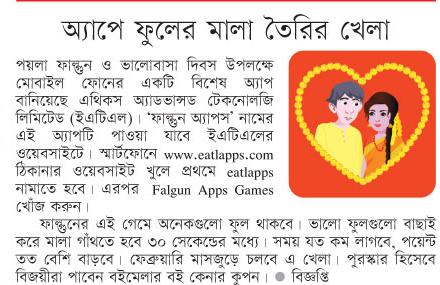 অ্যাপে ফুলের মালা তৈরির খেলা
পয়লা ফাল্গুন ও ভালোবাসা দিবস উপলক্ষে
মোবাইল ফোনের একটি বিশেষ অ্যাপ
বানিয়েছে এথিকস অ্যাডভান্সড টেকনোলজি
লিমিটেড (ইএটিএল)। ‘ফাল্গুন অ্যাপস’ নামের
এই অ্যাপটি পাওয়া যাবে ইএটিএলের
ওয়েবসাইটে। স্মার্টফোনে www.eatlapps.com
ঠিকানার ওয়েবসাইট খুলে প্রথমে eatlapps
নামাতে হবে। এরপর Falgun Apps Games
খোঁজ করুন।
ফাল্গুনের এই গেমে অনেকগুলো ফুল থাকবে। ভালো ফুলগুলো বাছাই
করে মালা গাঁথতে হবে ৩০ সেকেন্ডের মধ্যে। সময় যত কম লাগবে, পয়েন্ট
তত বেশি বাড়বে। ফেব্রুয়ারি মাসজুড়ে চলবে এ খেলা। পুরস্কার হিসেবে
বিজয়ীরা পাবেন বইমেলার বই কেনার কুপন। ● বিজ্ঞপ্তি